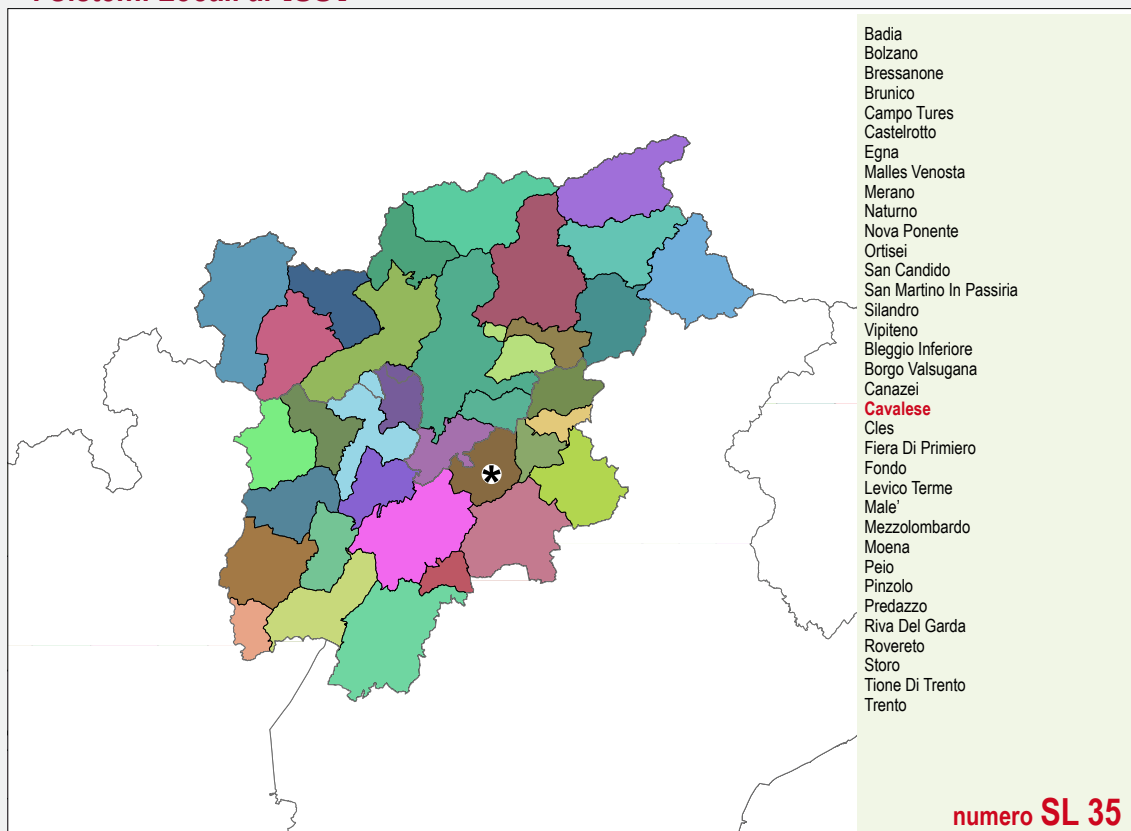 Badia
Bolzano
Bressanone
Brunico
Campo Tures
Castelrotto
Egna
Malles Venosta
Merano
Naturno
Nova Ponente
Ortisei
San Candido
San Martino In Passiria
Silandro
Vipiteno
Bleggio Inferiore
Borgo Valsugana
Canazei
Cavalese
Cles
Fiera Di Primiero
Fondo
Levico Terme
Male’
Mezzolombardo
Moena
Peio
Pinzolo
Predazzo
Riva Del Garda
Rovereto
Storo
Tione Di Trento
Trento
numero SL 35